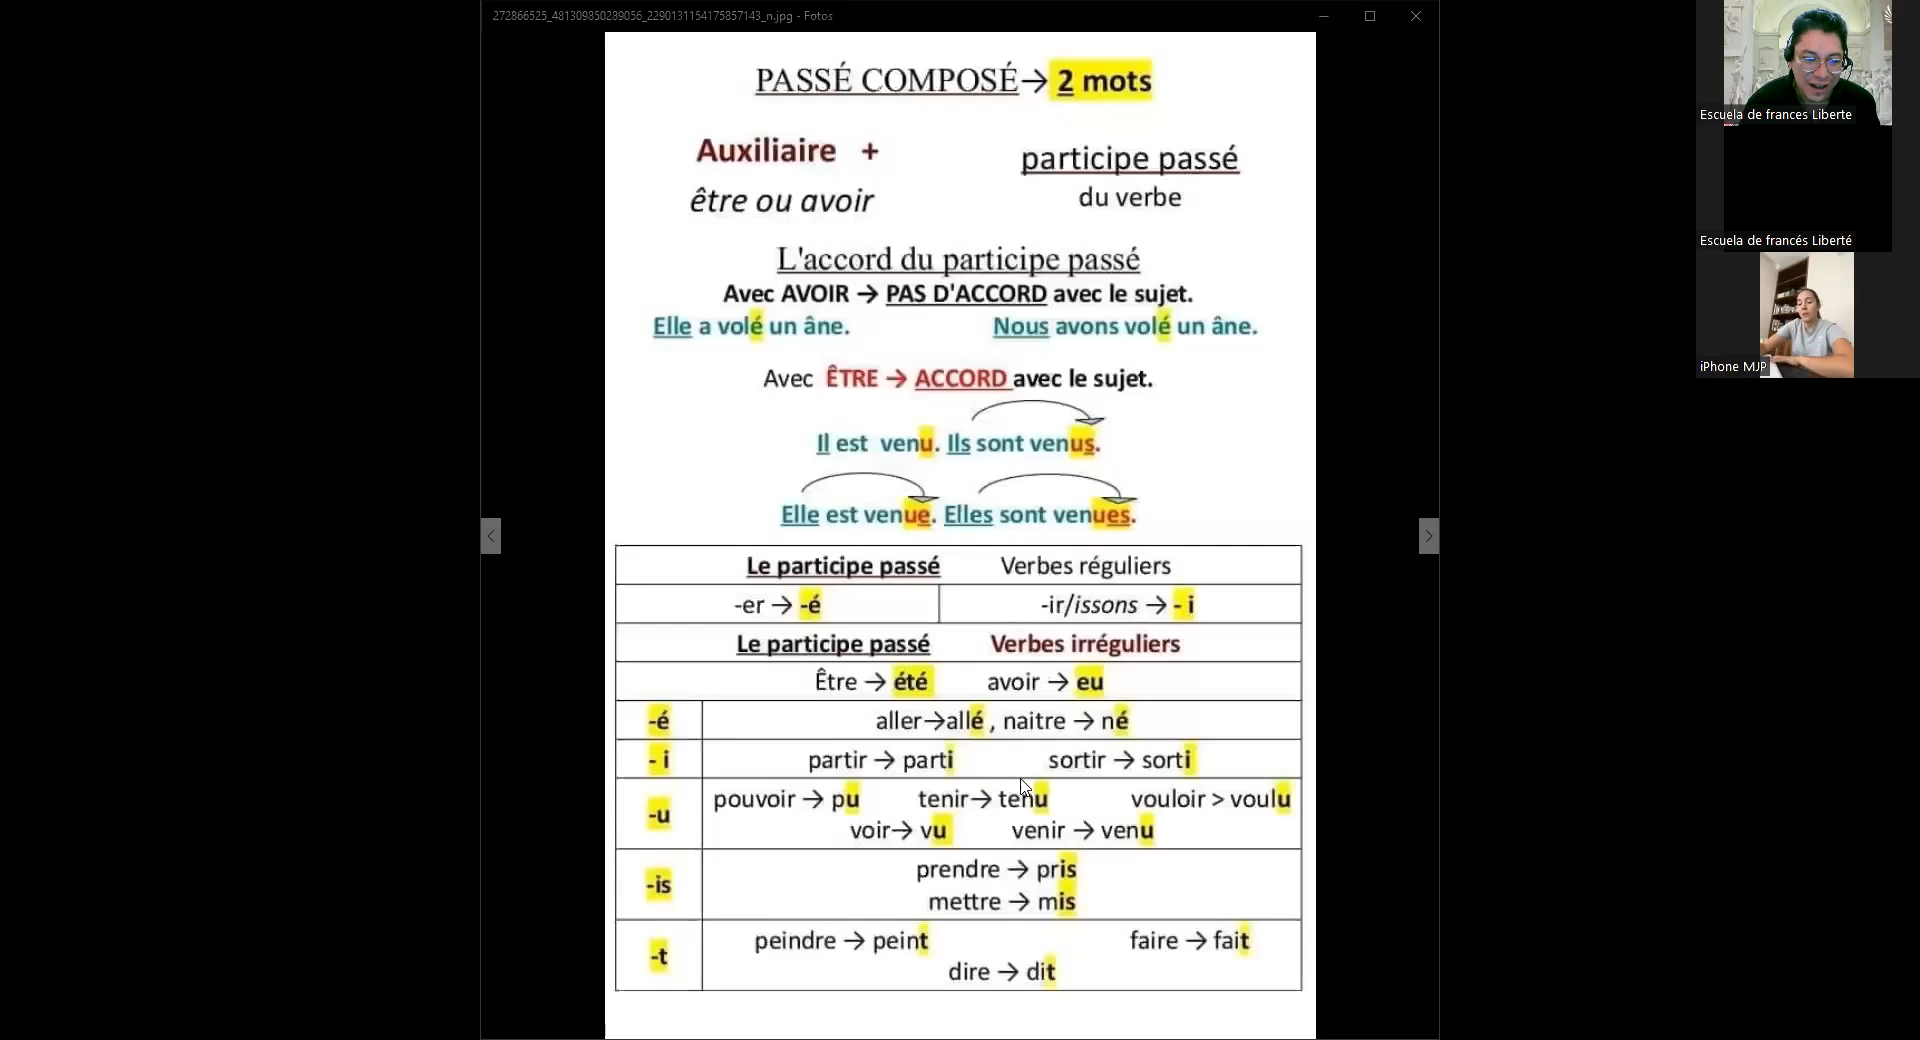 272866525_481309850289056_2290131154175857143_n.jpg - Fotos
PASSÉ COMPOSÉ→ 2 mots
Auxiliaire + participe passé
être ou avoir du verbe
L'accord du participe passé
Avec AVOIR → PAS D'ACCORD avec le sujet.
Elle a volé un âne. Nous avons volé un âne.
Avec ÊTRE → ACCORD avec le sujet.
Il est venu. Ils sont venus.
Elle est venue. Elles sont venues.
Le participe passé Verbes réguliers
-er → -é -ir/issons → - i
Le participe passé Verbes irréguliers
Être → été avoir → eu
-é aller→allé , naitre → né
- i partir → parti sortir → sorti
-u pouvoir → pu tenir→ tenu vouloir > voulu
voir→ vu venir → venu
-is prendre → pris
mettre → mis
-t peindre → peint faire → fait
dire → dit
Escuela de frances Liberte
Escuela de francés Liberté
iPhone MJP